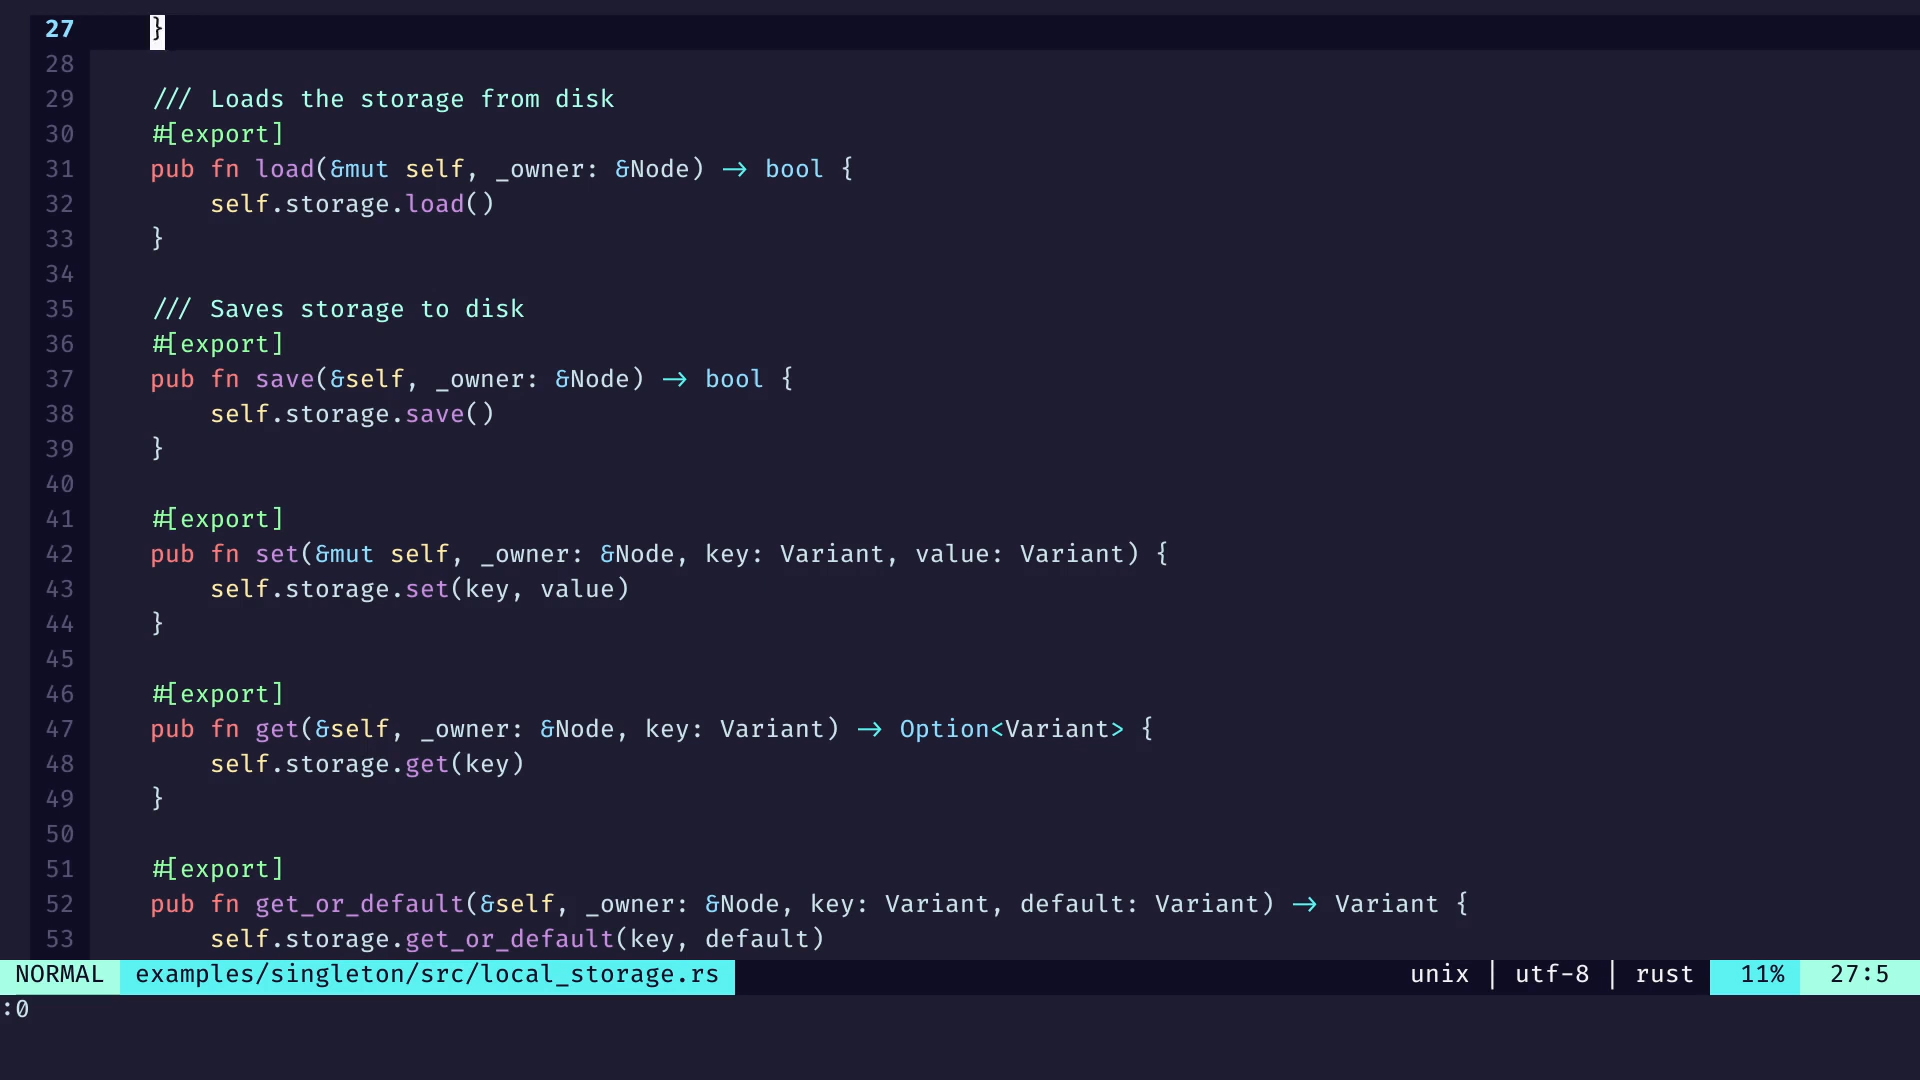 27     }
28
29     /// Loads the storage from disk
30     #[export]
31     pub fn load(&mut self, _owner: &Node) -> bool {
32         self.storage.load()
33     }
34
35     /// Saves storage to disk
36     #[export]
37     pub fn save(&self, _owner: &Node) -> bool {
38         self.storage.save()
39     }
40
41     #[export]
42     pub fn set(&mut self, _owner: &Node, key: Variant, value: Variant) {
43         self.storage.set(key, value)
44     }
45
46     #[export]
47     pub fn get(&self, _owner: &Node, key: Variant) -> Option<Variant> {
48         self.storage.get(key)
49     }
50
51     #[export]
52     pub fn get_or_default(&self, _owner: &Node, key: Variant, default: Variant) -> Variant {
53         self.storage.get_or_default(key, default)
NORMAL examples/singleton/src/local_storage.rs unix | utf-8 | rust 11% 27:5
:0